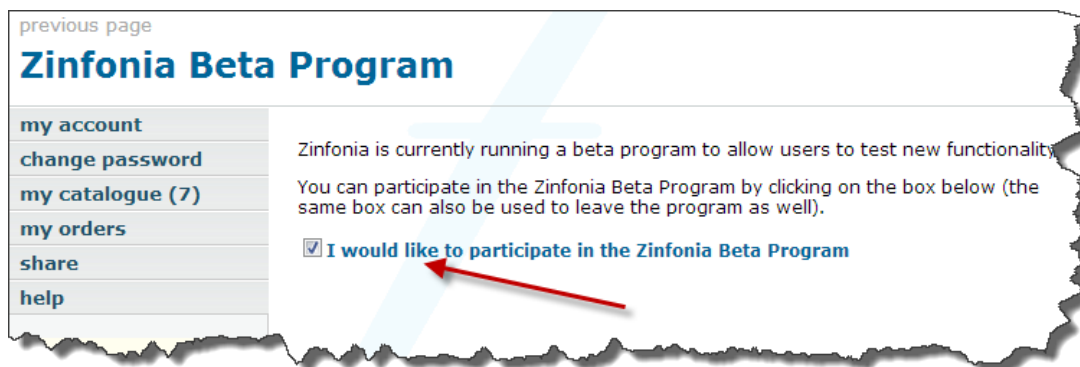 previous page
Zinfonia Beta Program
my account
change password
my catalogue (7)
my orders
share
help
Zinfonia is currently running a beta program to allow users to test new functionality
You can participate in the Zinfonia Beta Program by clicking on the box below (the
same box can also be used to leave the program as well).
I would like to participate in the Zinfonia Beta Program